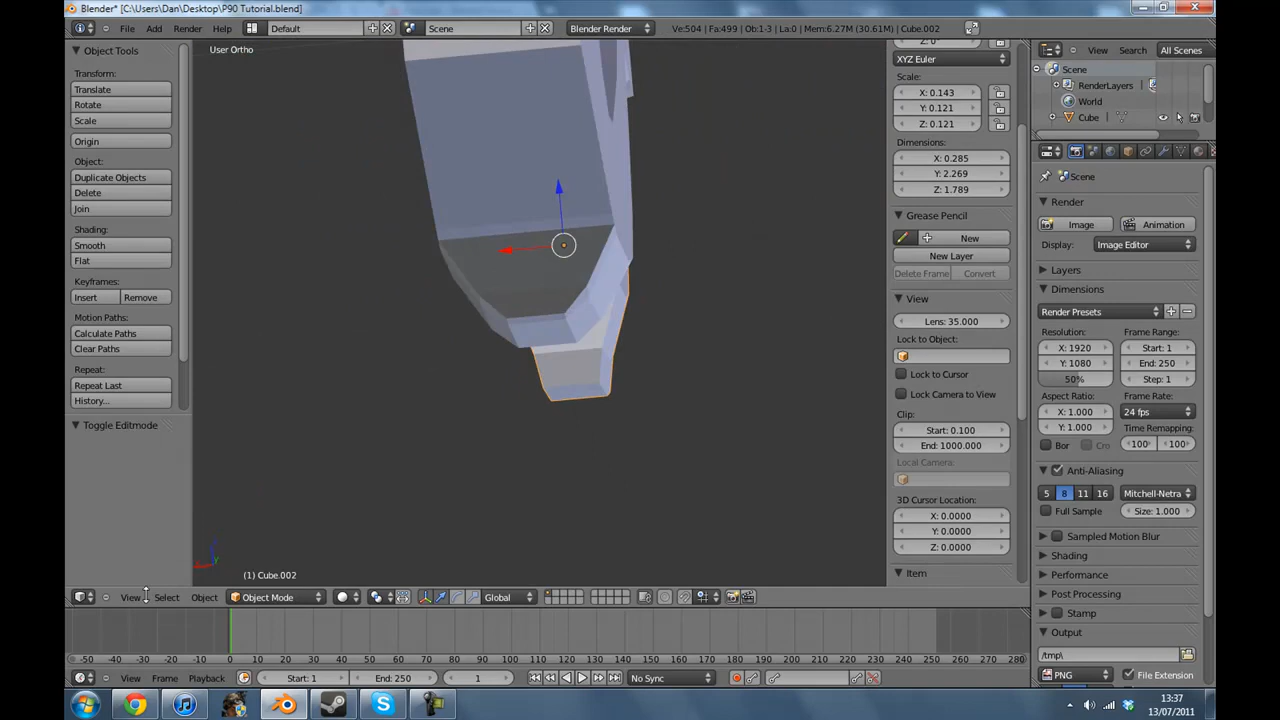 Blender* [C:\Users\Dan\Desktop\P90 Tutorial.blend]
File Add Render Help Default Scene Blender Render Ve:504 | Fa:499 | Ob:1-3 | La:0 | Mem:6.27M (30.61M) | Cube.002
Object Tools
Transform:
Translate
Rotate
Scale
Origin
Object:
Duplicate Objects
Delete
Join
Shading:
Smooth
Flat
Keyframes:
Insert Remove
Motion Paths:
Calculate Paths
Clear Paths
Repeat:
Repeat Last
History...
Toggle Editmode
User Ortho
(1) Cube.002
XYZ Euler
Scale:
X: 0.143
Y: 0.121
Z: 0.121
Dimensions:
X: 0.285
Y: 2.269
Z: 1.789
Grease Pencil
New
New Layer
Delete Frame Convert
View
Lens: 35.000
Lock to Object:
Lock to Cursor
Lock Camera to View
Clip:
Start: 0.100
End: 1000.000
Local Camera:
3D Cursor Location:
X: 0.0000
Y: 0.0000
Z: 0.0000
Item
View Search All Scenes
Scene
RenderLayers
World
Cube
Scene
Render
Image Animation
Display: Image Editor
Layers
Dimensions
Render Presets
Resolution: Frame Range:
X: 1920 Start: 1
Y: 1080 End: 250
50% Step: 1
Aspect Ratio: Frame Rate:
X: 1.000 24 fps
Y: 1.000 Time Remapping:
Bor Cro 100 100
Anti-Aliasing
5 8 11 16 Mitchell-Netra
Full Sample Size: 1.000
Sampled Motion Blur
Shading
Performance
Post Processing
Stamp
Output
/tmp\
PNG File Extension
View Select Object Object Mode Global
-50 -40 -30 -20 -10 0 10 20 30 40 50 60 70 80 90 100 110 120 130 140 150 160 170 180 190 200 210 220 230 240 250 260 270 280
View Frame Playback Start: 1 End: 250 1 No Sync
13:37
13/07/2011